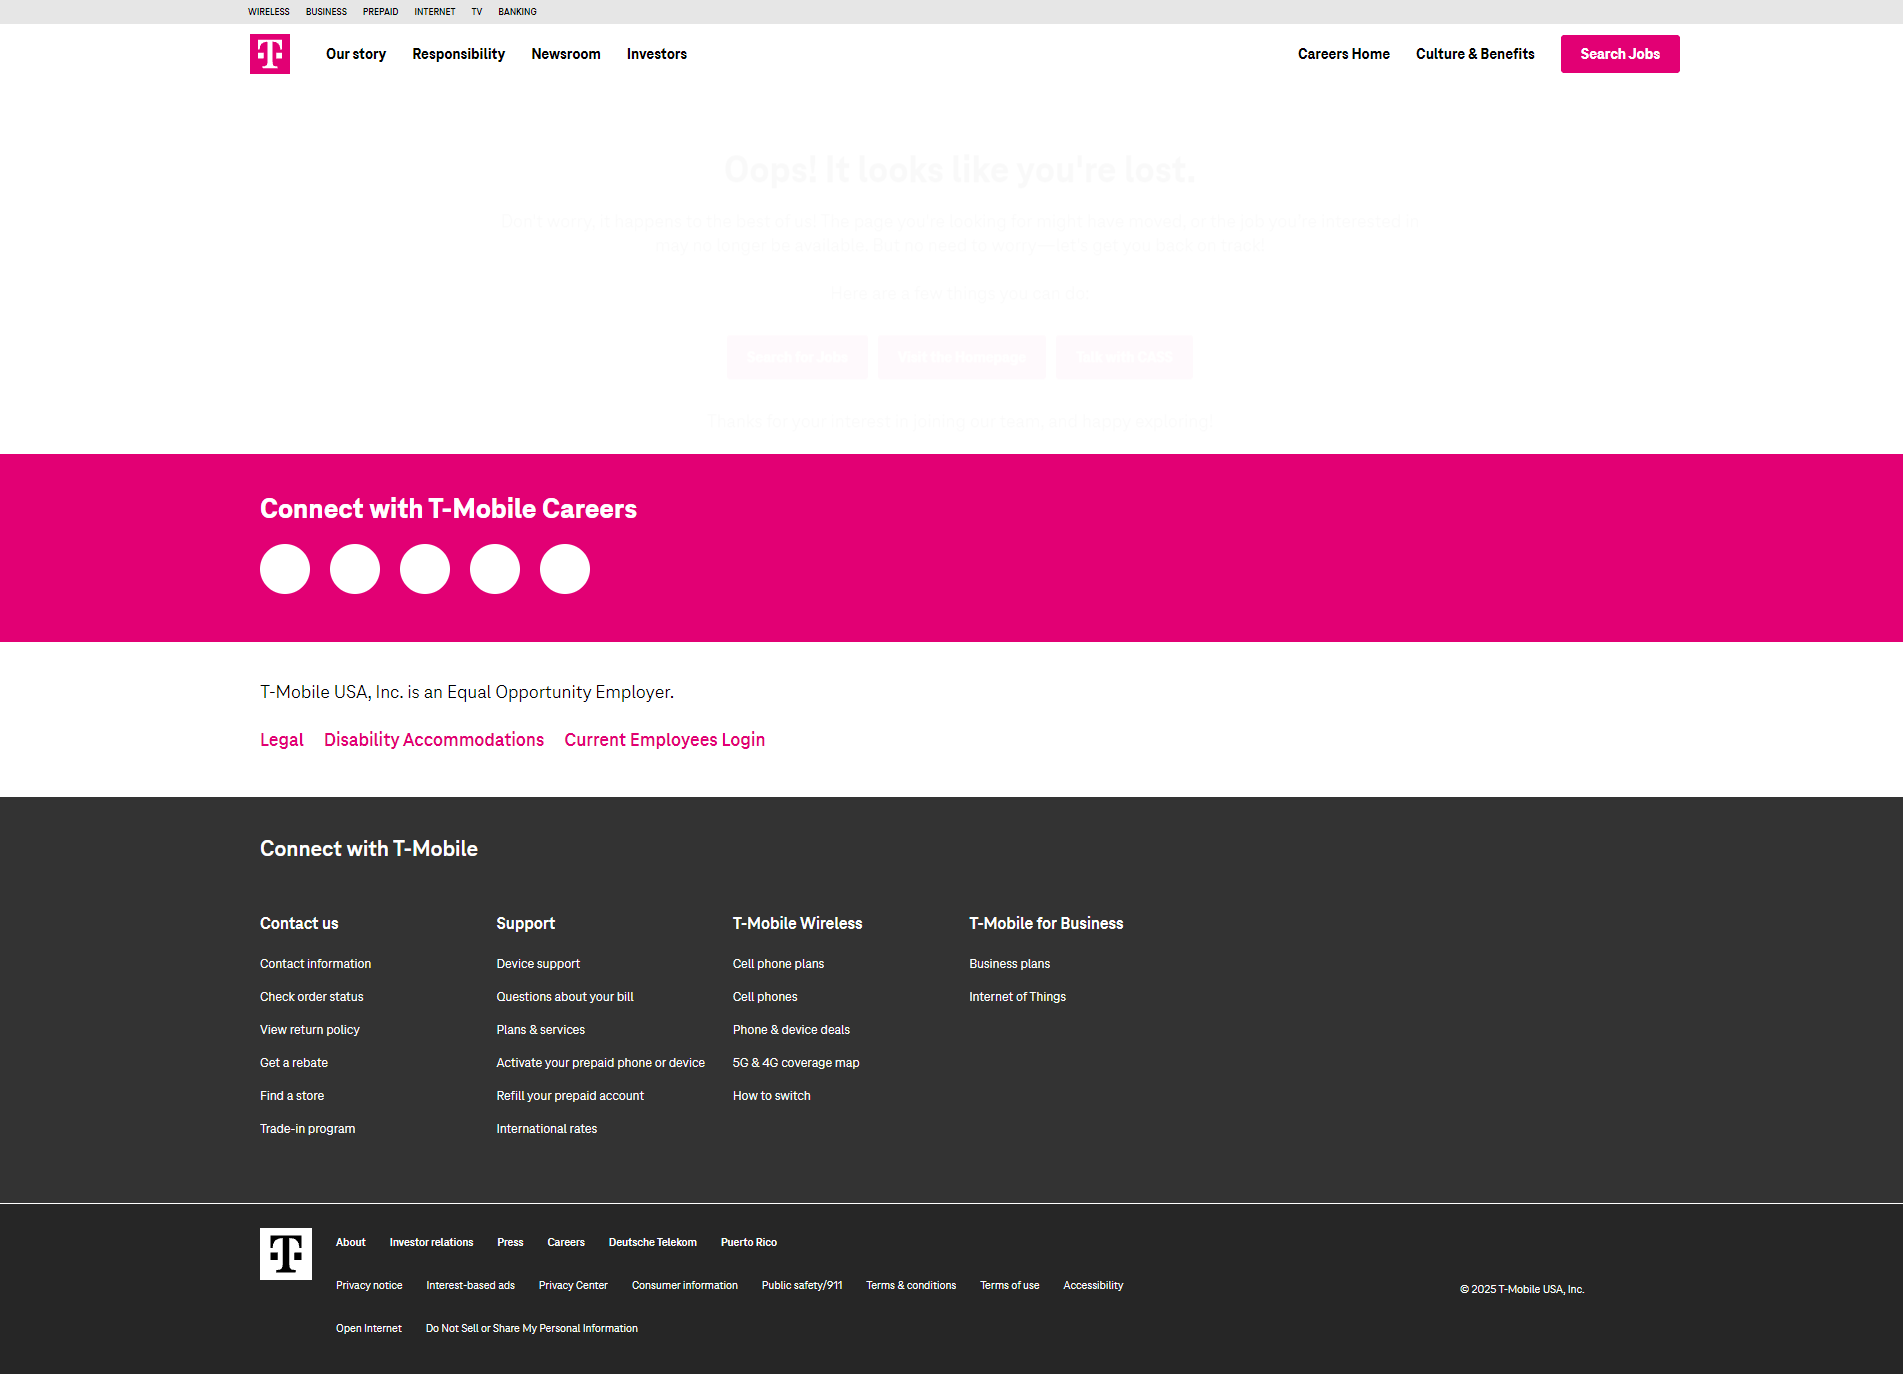 WIRELESS BUSINESS PREPAID INTERNET TV BANKING
T Our story Responsibility Newsroom Investors Careers Home Culture & Benefits Search Jobs
Oops! It looks like you're lost.
Don't worry, it happens to the best of us! The page you're looking for might have moved, or the job you're interested in
may no longer be available. But no need to worry—let's get you back on track!
Here are a few things you can do:
Search for Jobs Visit the Homepage
Thanks for your interest in joining our team, and happy exploring!
Connect with T-Mobile Careers
T-Mobile USA, Inc. is an Equal Opportunity Employer.
Legal Disability Accommodations Current Employees Login
Connect with T-Mobile
Contact us Support T-Mobile Wireless T-Mobile for Business
Contact information Device support Cell phone plans Business plans
Check order status Questions about your bill Cell phones Internet of Things
View return policy Plans & services Phone & device deals
Get a rebate Activate your prepaid phone or device 5G & 4G coverage map
Find a store Refill your prepaid account How to switch
Trade-in program International rates
T About Investor relations Press Careers Deutsche Telekom Puerto Rico
Privacy notice Interest-based ads Privacy Center Consumer information Public safety/911 Terms & conditions Terms of use Accessibility
© 2025 T-Mobile USA, Inc.
Open Internet Do Not Sell or Share My Personal Information